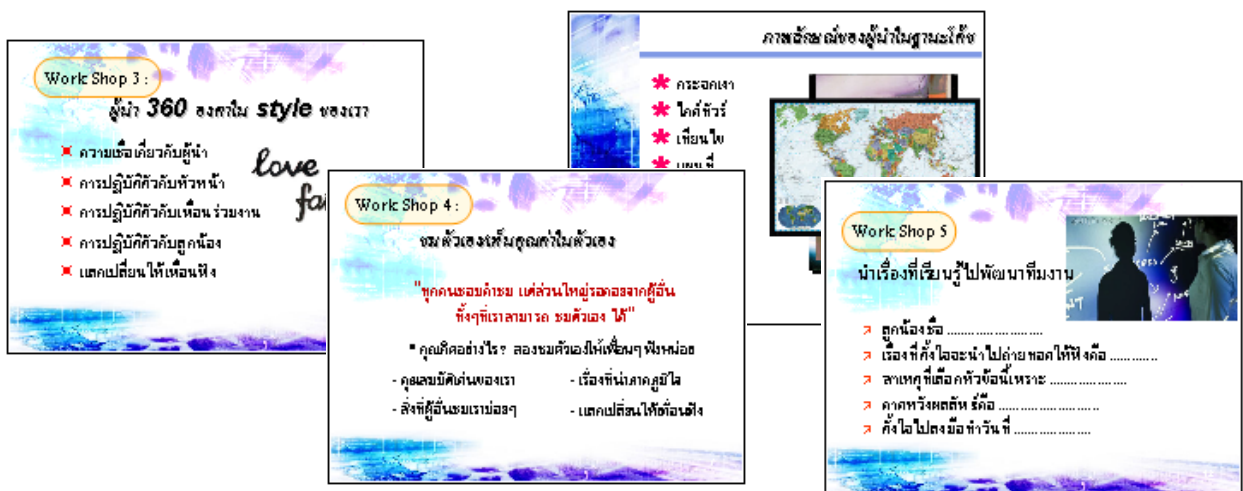 Work Shop 3 :
ผู้นำ 360 องศาใน style ของเรา
ความเชื่อเกี่ยวกับผู้นำ
การปฏิบัติตัวกับหัวหน้า
การปฏิบัติตัวกับเพื่อนร่วมงาน
การปฏิบัติตัวกับลูกน้อง
แลกเปลี่ยนให้เพื่อนฟัง
love
ภาพลักษณ์ของผู้นำในฐานะโค้ช
กระจกเงา
ไกด์ทัวร์
เทียนไข
แผนที่
Work Shop 4 :
ชมตัวเองเห็นคุณค่าในตัวเอง
"ทุกคนชอบคำชม แต่ส่วนใหญ่รอคอยจากผู้อื่น
ทั้งๆที่เราสามารถ ชมตัวเอง ได้"
คุณคิดอย่างไร? ลองชมตัวเองให้เพื่อนๆฟังหน่อย
- คุณสมบัติเด่นของเรา
- เรื่องที่น่าภาคภูมิใจ
- สิ่งที่ผู้อื่นชมเราบ่อยๆ
- แลกเปลี่ยนให้เพื่อนฟัง
Work Shop 5
นำเรื่องที่เรียนรู้ไปพัฒนาทีมงาน
ลูกน้องชื่อ ........................
เรื่องที่ตั้งใจจะนำไปถ่ายทอดให้ฟังคือ ............
สาเหตุที่เลือกหัวข้อนี้เพราะ ...................
คาดหวังผลลัพธ์คือ .........................
ตั้งใจไปลงมือทำวันที่ ...................